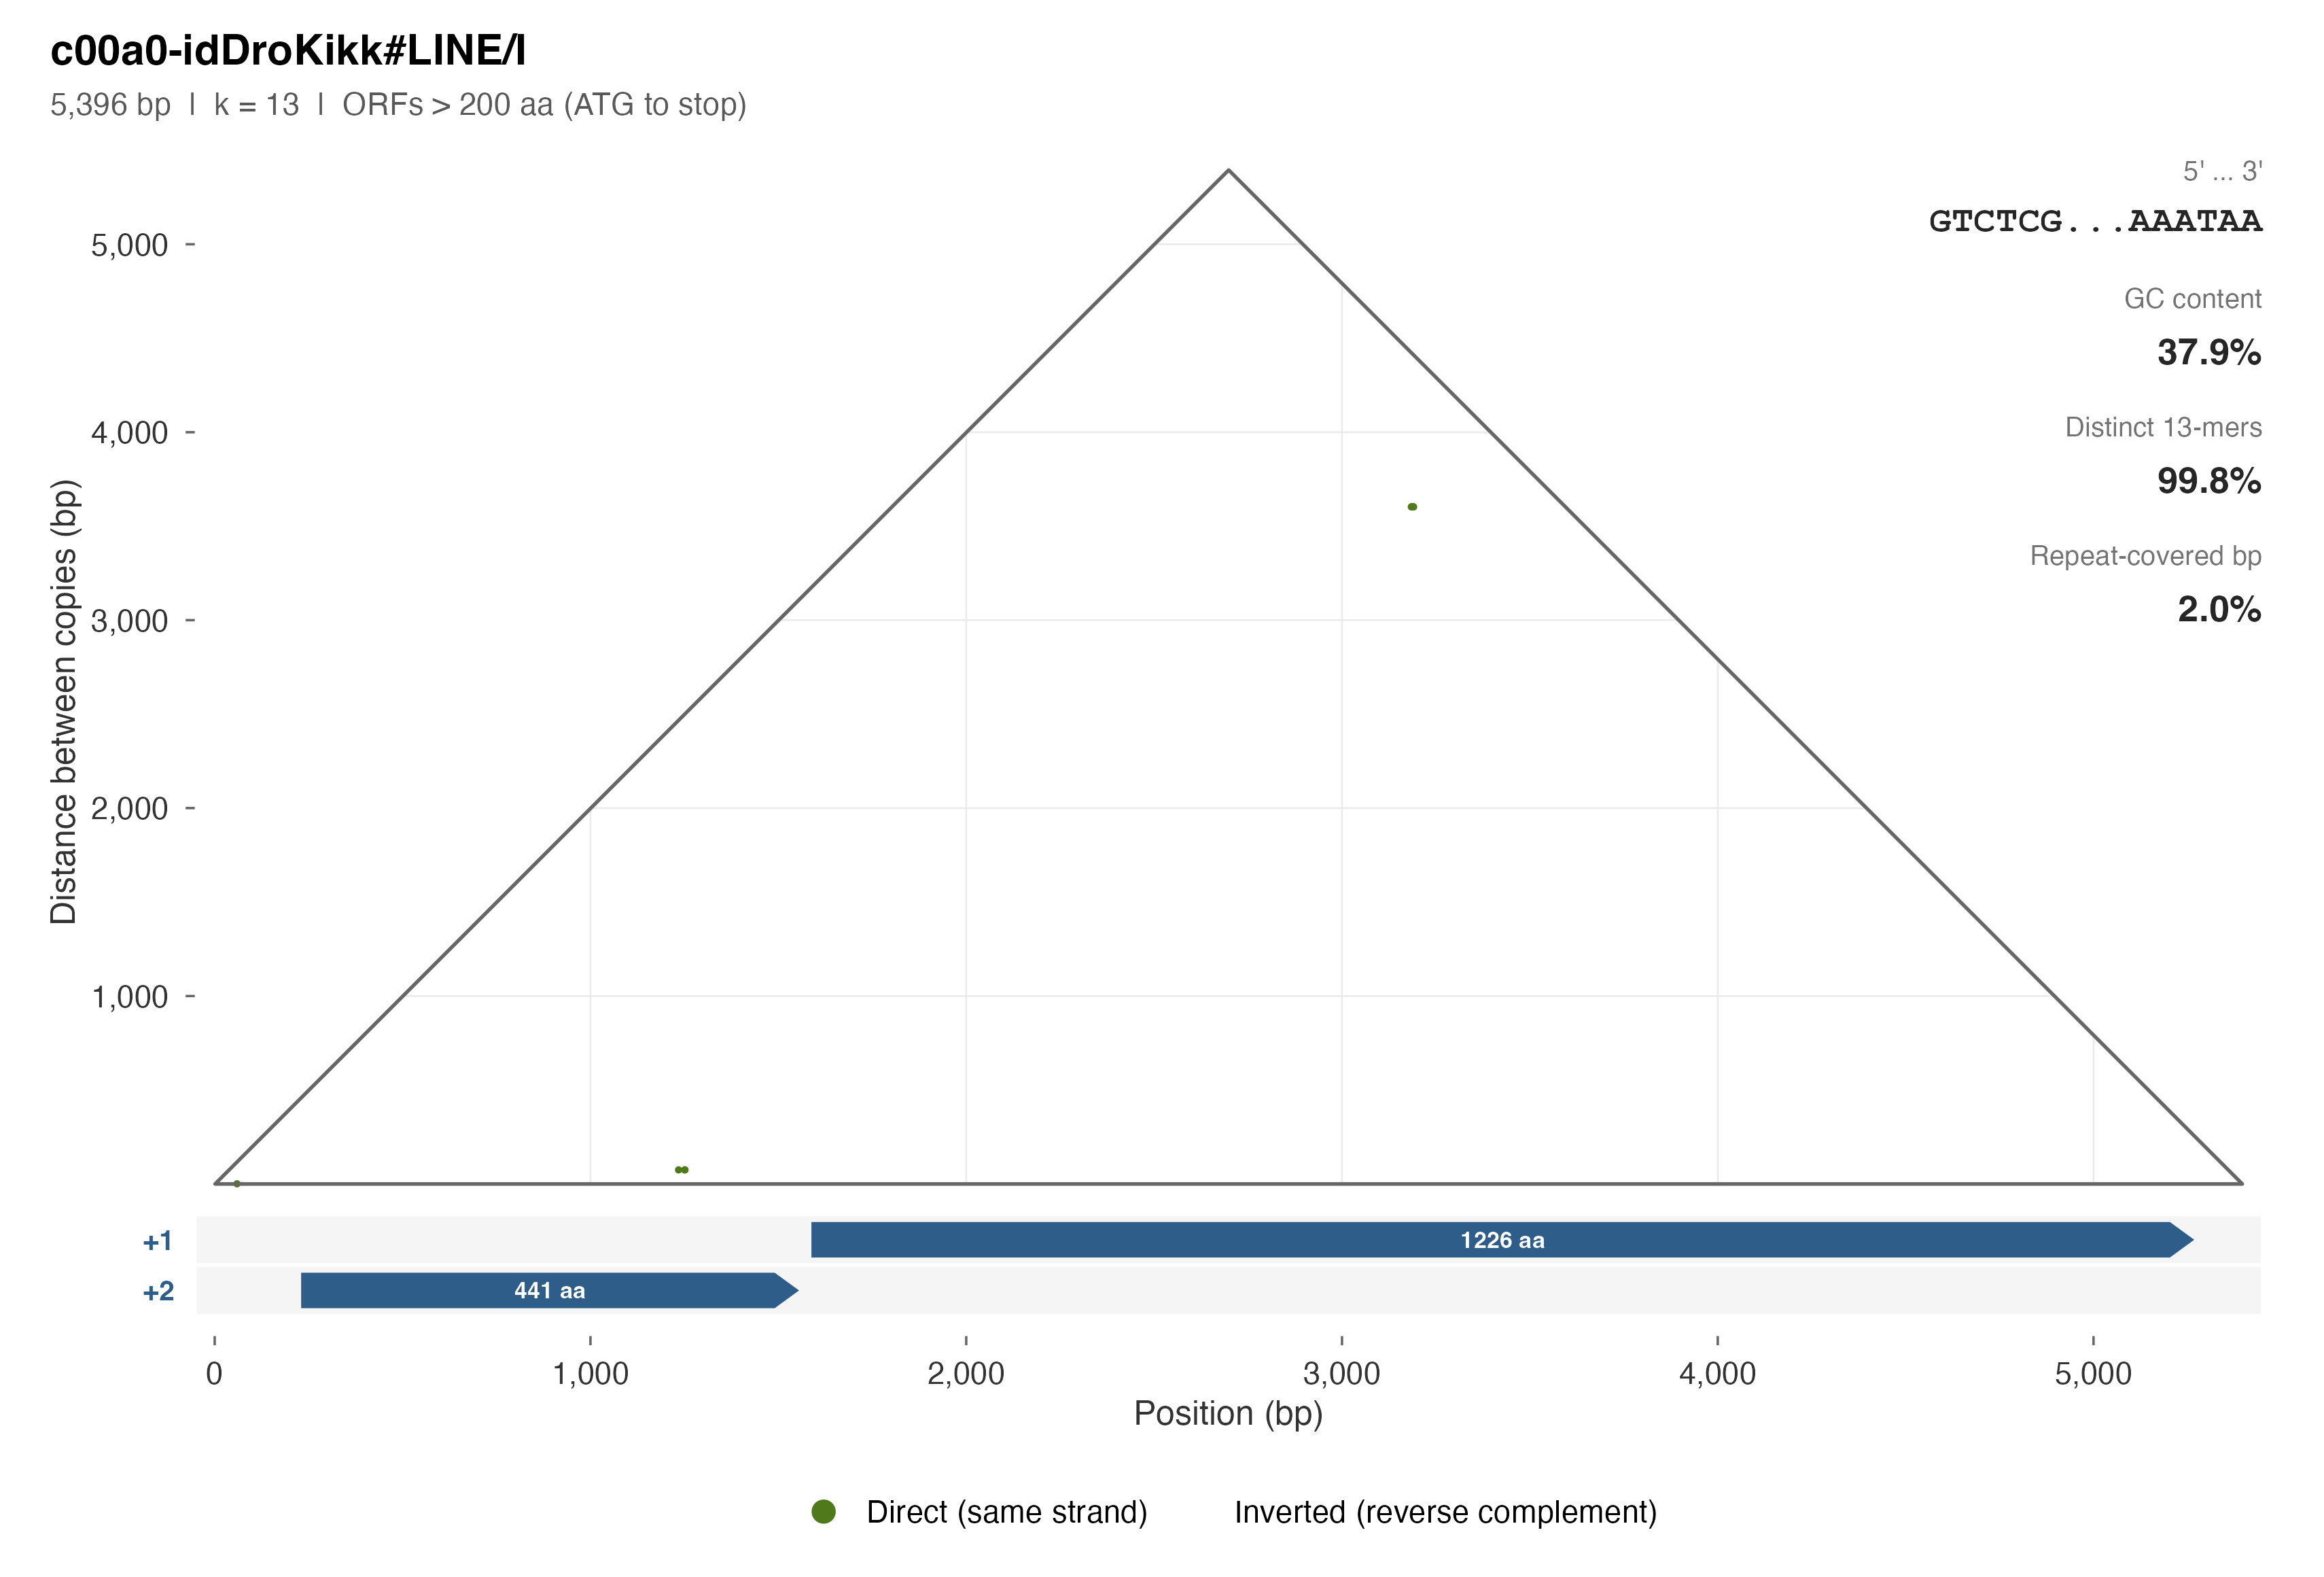 c00a0-idDroKikk#LINE/I
5,396 bp | k = 13 | ORFs > 200 aa (ATG to stop)
5' ... 3'
GTCTCG...AAATAA
GC content
37.9%
Distinct 13-mers
99.8%
Repeat-covered bp
2.0%
Distance between copies (bp)
5,000
4,000
3,000
2,000
1,000
+1
1226 aa
+2
441 aa
0
1,000
2,000
3,000
4,000
5,000
Position (bp)
Direct (same strand)
Inverted (reverse complement)